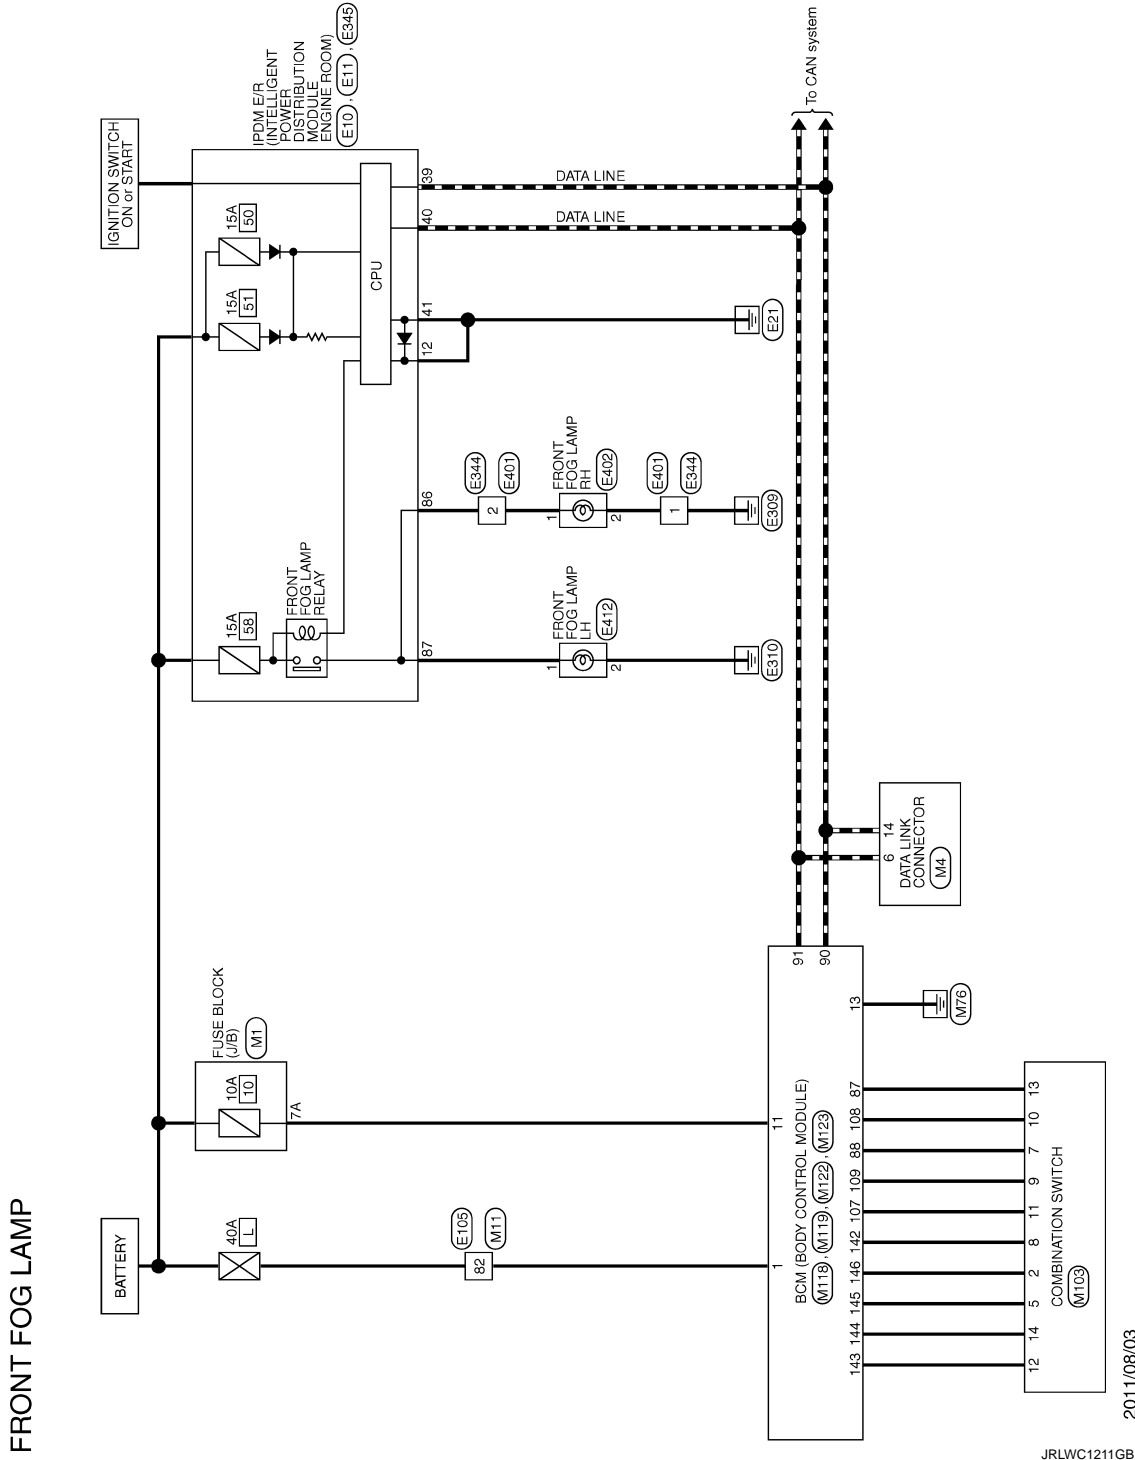 FRONT FOG LAMP
BATTERY
40A
L
E105
M11
82
1
FUSE BLOCK
(J/B)
M1
10A
10
7A
11
IGNITION SWITCH
ON or START
IPDM E/R
(INTELLIGENT
POWER
DISTRIBUTION
MODULE
ENGINE ROOM)
E10 , E11 , E345
15A
58
FRONT
FOG LAMP
RELAY
15A
51
15A
50
CPU
87
86
12
41
40
39
DATA LINE
DATA LINE
To CAN system
1
FRONT
FOG LAMP
LH
E412
2
E310
E344
E401
2
1
FRONT
FOG LAMP
RH
E402
2
E401
E344
1
E309
E21
BCM (BODY CONTROL MODULE)
M118 , M119 , M122 , M123
91
90
13
M76
6
14
DATA LINK
CONNECTOR
M4
143
144
145
146
142
107
109
88
108
87
12
14
5
2
8
11
9
7
10
13
COMBINATION SWITCH
M103
2011/08/03
JRLWC1211GB